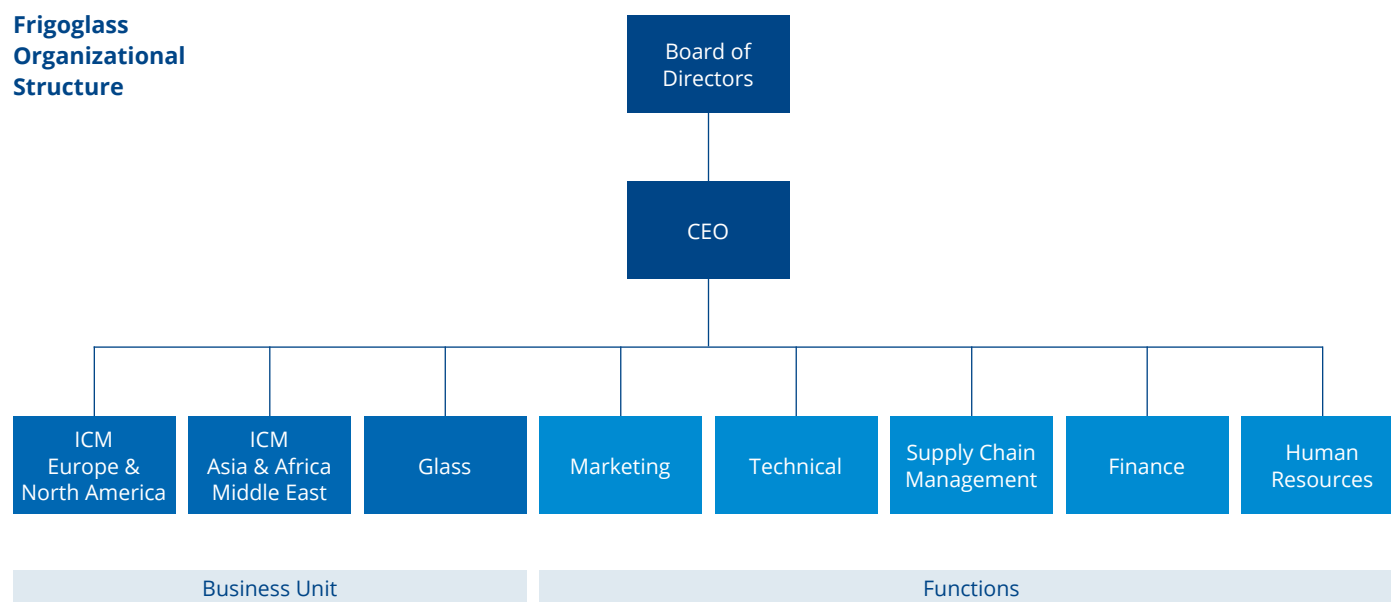 Frigoglass
Organizational
Structure
Board of
Directors
CEO
ICM
Europe &
North America
ICM
Asia & Africa
Middle East
Glass
Marketing
Technical
Supply Chain
Management
Finance
Human
Resources
Business Unit
Functions